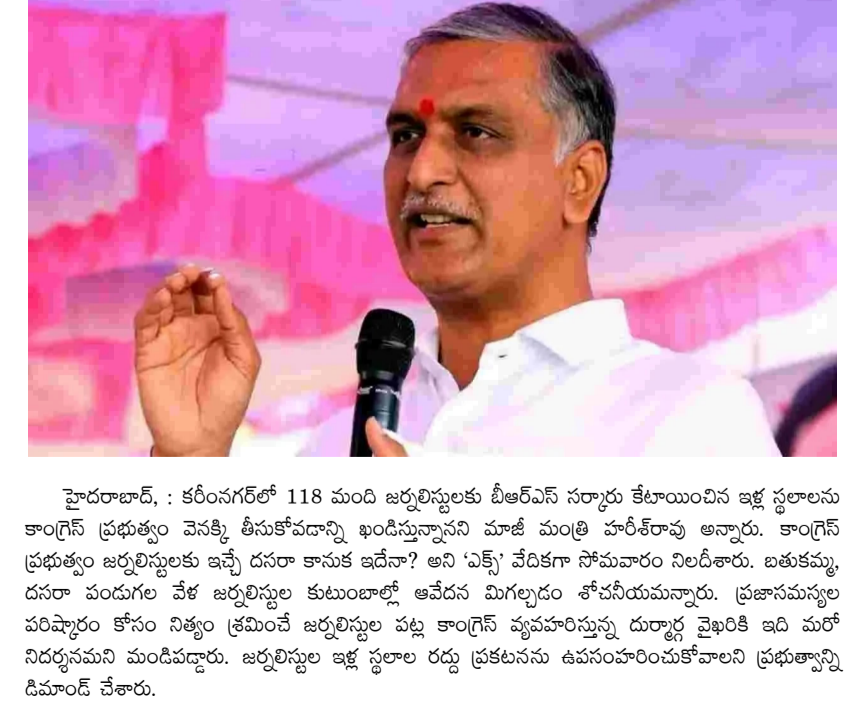 హైదరాబాద్, : కరీంనగర్‌లో 118 మంది జర్నలిస్టులకు బీఆర్ఎస్ సర్కారు కేటాయించిన ఇళ్ల స్థలాలను
కాంగ్రెస్ ప్రభుత్వం వెనక్కి తీసుకోవడాన్ని ఖండిస్తున్నానని మాజీ మంత్రి హరీశ్‌రావు అన్నారు. కాంగ్రెస్
ప్రభుత్వం జర్నలిస్టులకు ఇచ్చే దసరా కానుక ఇదేనా? అని ‘ఎక్స్’ వేదికగా సోమవారం నిలదీశారు. బతుకమ్మ,
దసరా పండుగల వేళ జర్నలిస్టుల కుటుంబాల్లో ఆవేదన మిగల్చడం శోచనీయమన్నారు. ప్రజాసమస్యల
పరిష్కారం కోసం నిత్యం శ్రమించే జర్నలిస్టుల పట్ల కాంగ్రెస్ వ్యవహరిస్తున్న దుర్మార్గ వైఖరికి ఇది మరో
నిదర్శనమని మండిపడ్డారు. జర్నలిస్టుల ఇళ్ల స్థలాల రద్దు ప్రకటనను ఉపసంహరించుకోవాలని ప్రభుత్వాన్ని
డిమాండ్ చేశారు.